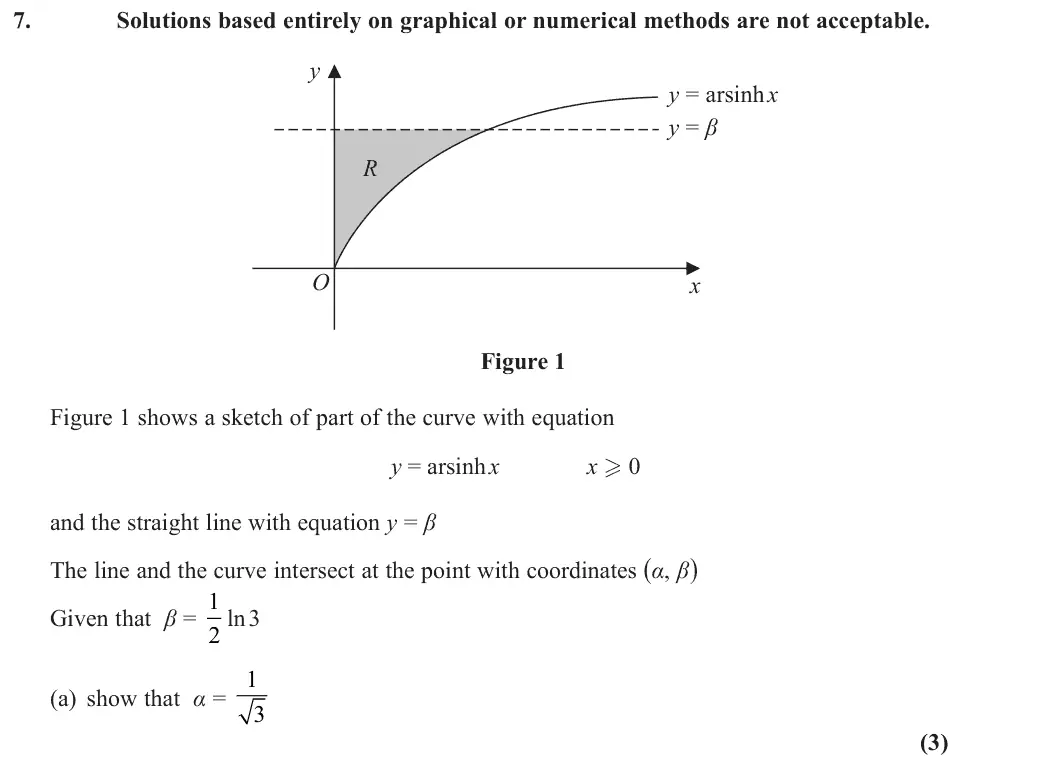 7. Solutions based entirely on graphical or numerical methods are not acceptable.
y
y = arsinh x
y = β
R
O
x
Figure 1
Figure 1 shows a sketch of part of the curve with equation
y = arsinh x x ⩾ 0
and the straight line with equation y = β
The line and the curve intersect at the point with coordinates (α, β)
Given that β = 1/2 ln 3
(a) show that α = 1/√3
(3)